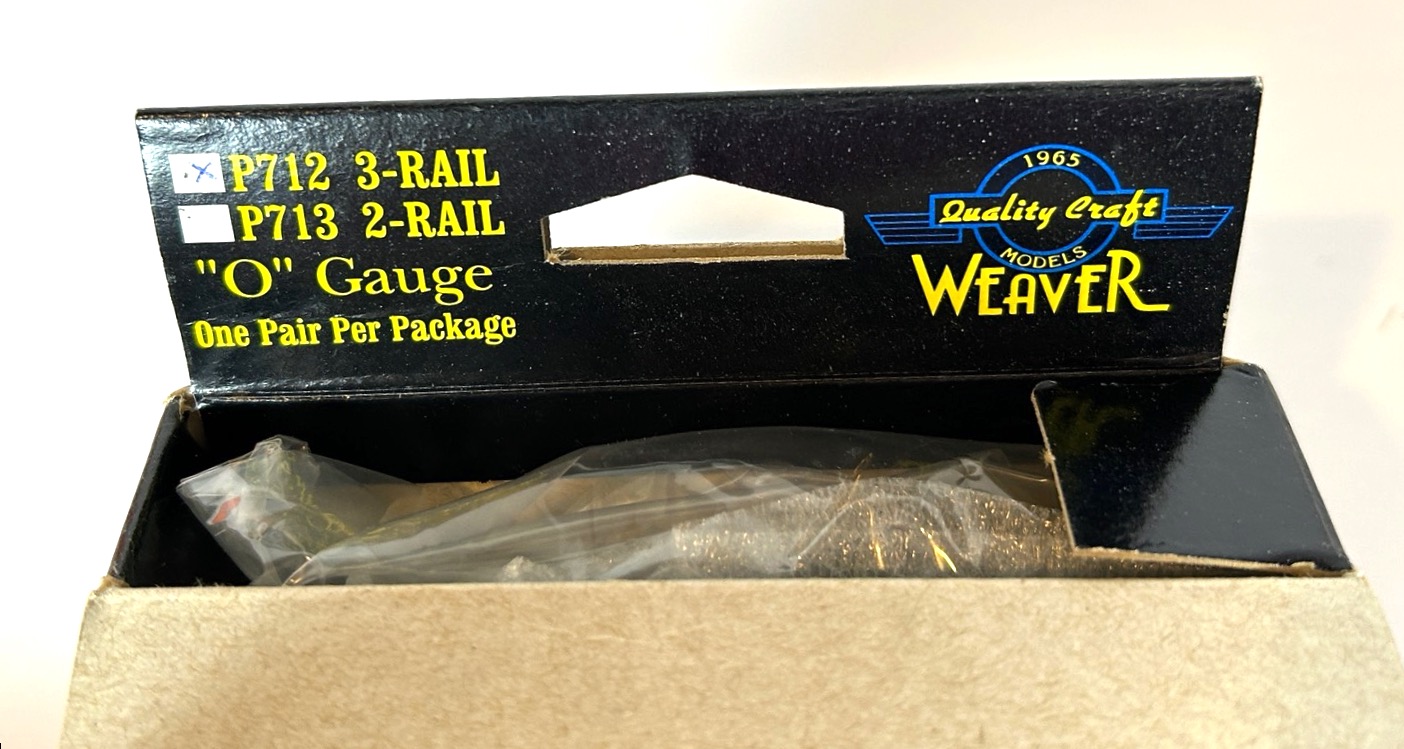 P712 3-RAIL
P713 2-RAIL
"O" Gauge
One Pair Per Package
1965
Quality Craft
MODELS
WEAVER